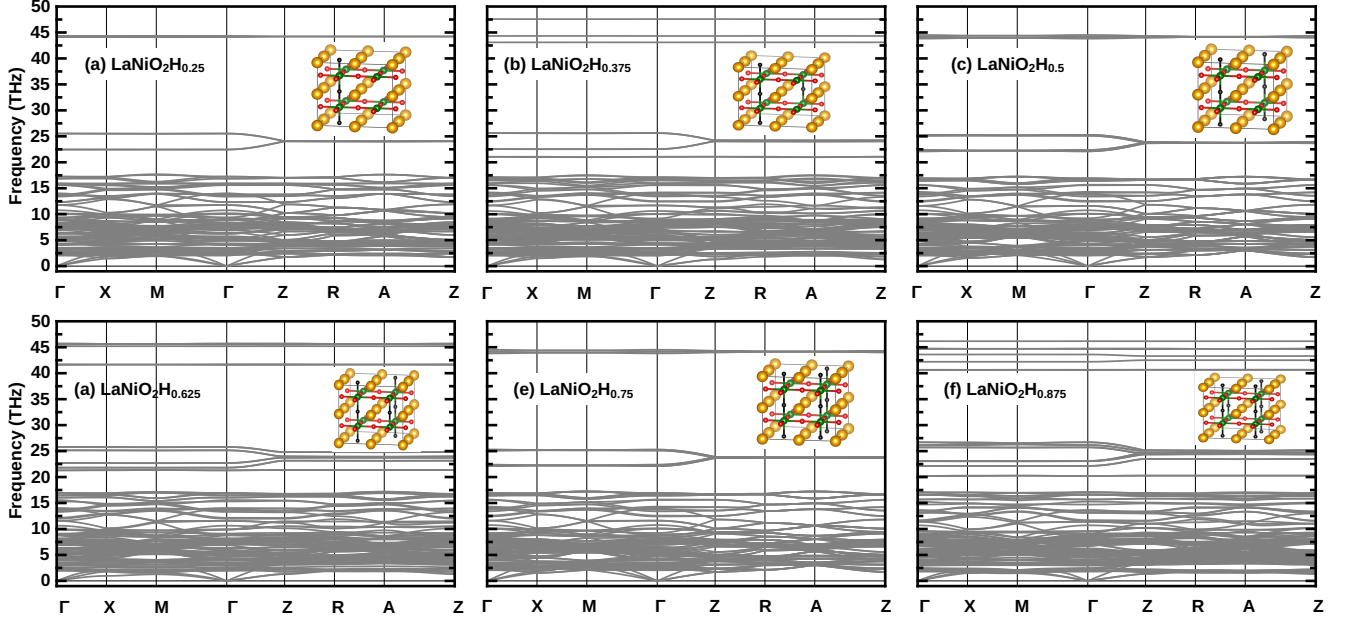 50
45
40
35
30
25
20
15
10
5
0
Frequency (THz)
(a) LaNiO₂H₀.₂₅
Γ X M Γ Z R A Z
(b) LaNiO₂H₀.₃₇₅
Γ X M Γ Z R A Z
(c) LaNiO₂H₀.₅
Γ X M Γ Z R A Z
50
45
40
35
30
25
20
15
10
5
0
Frequency (THz)
(a) LaNiO₂H₀.₆₂₅
Γ X M Γ Z R A Z
(e) LaNiO₂H₀.₇₅
Γ X M Γ Z R A Z
(f) LaNiO₂H₀.₈₇₅
Γ X M Γ Z R A Z